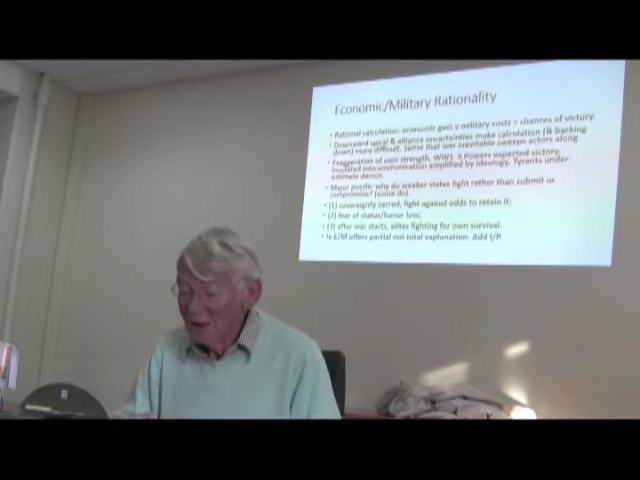 Economic/Military Rationality
• Rational calculation: economic gain v military costs + chances of victory.
• Downward spiral & alliance uncertainties make calculation (& backing
down) more difficult. Sense that war inevitable sweeps actors along.
• Exaggeration of own strength. WW1 5 Powers expected victory.
Insulated miscommunication amplified by ideology. Tyrants under-
estimate demos.
• Major puzzle: why do weaker states fight rather than submit or
compromise? (some do).
• (1) sovereignty sacred, fight against odds to retain it;
• (2) fear of status/honor loss;
• (3) after war starts, elites fighting for own survival.
• E/M offers partial not total explanation. Add I/P